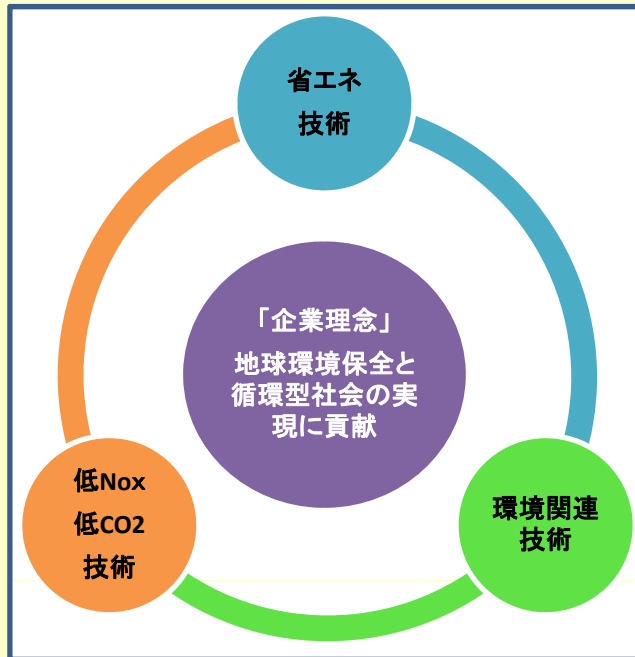 省エネ
技術
「企業理念」
地球環境保全と
循環型社会の実
現に貢献
低Nox
低CO2
技術
環境関連
技術